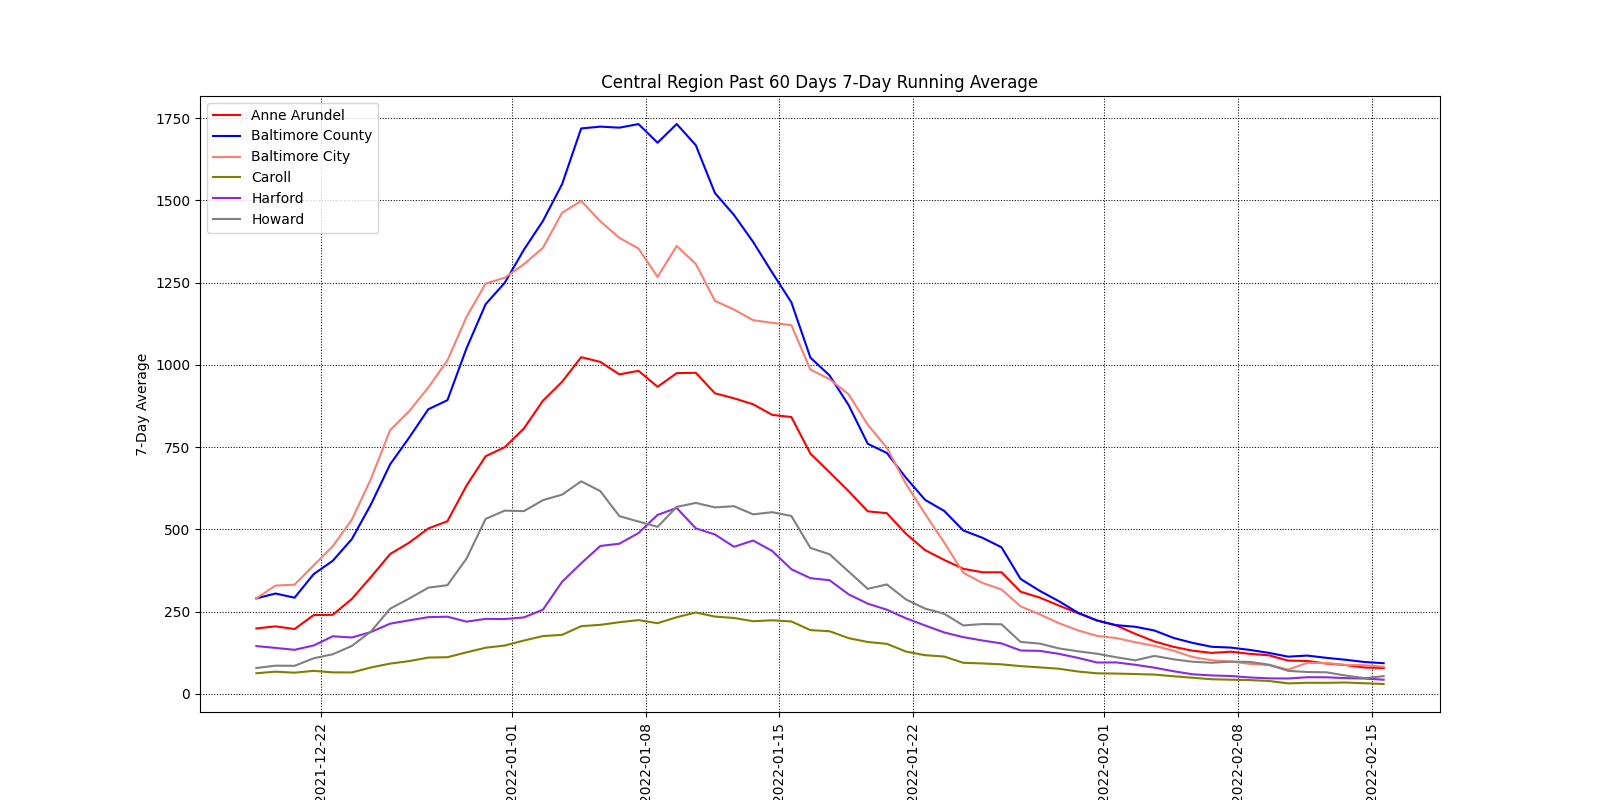 Central Region Past 60 Days 7-Day Running Average
Anne Arundel
Baltimore County
Baltimore City
Caroll
Harford
Howard
1750
1500
1250
1000
750
500
250
0
7-Day Average
2021-12-22
2022-01-01
2022-01-08
2022-01-15
2022-01-22
2022-02-01
2022-02-08
2022-02-15